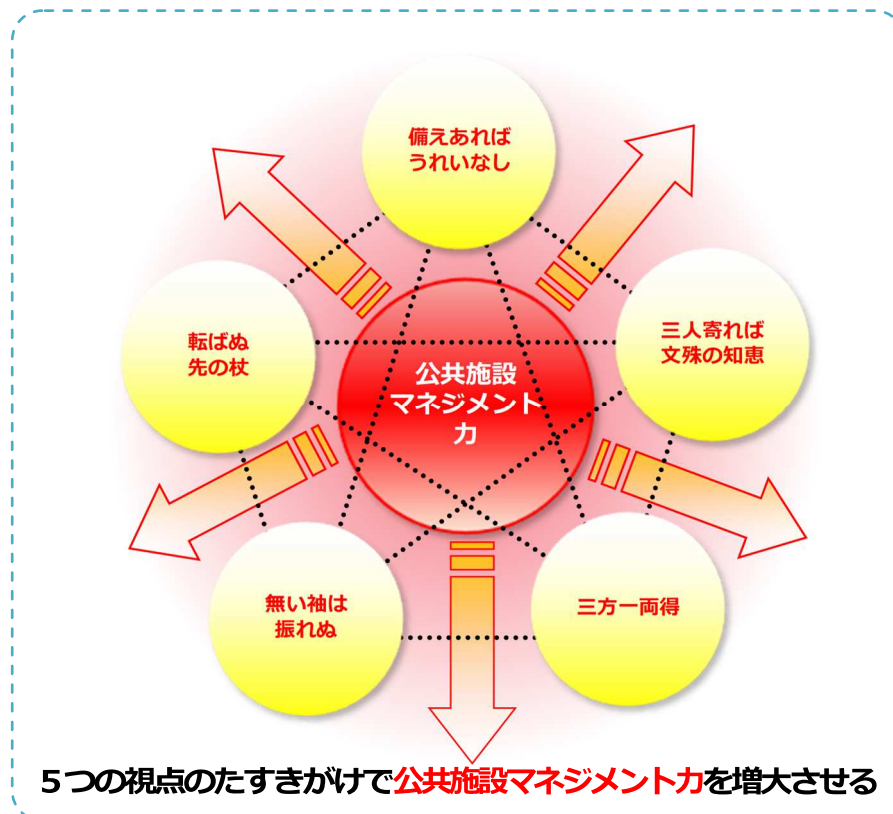 備えあれば
うれいなし
転ばぬ
先の杖
三人寄れば
文殊の知恵
公共施設
マネジメント
力
無い袖は
振れぬ
三方一両得
５つの視点のたすきがけで公共施設マネジメント力を増大させる